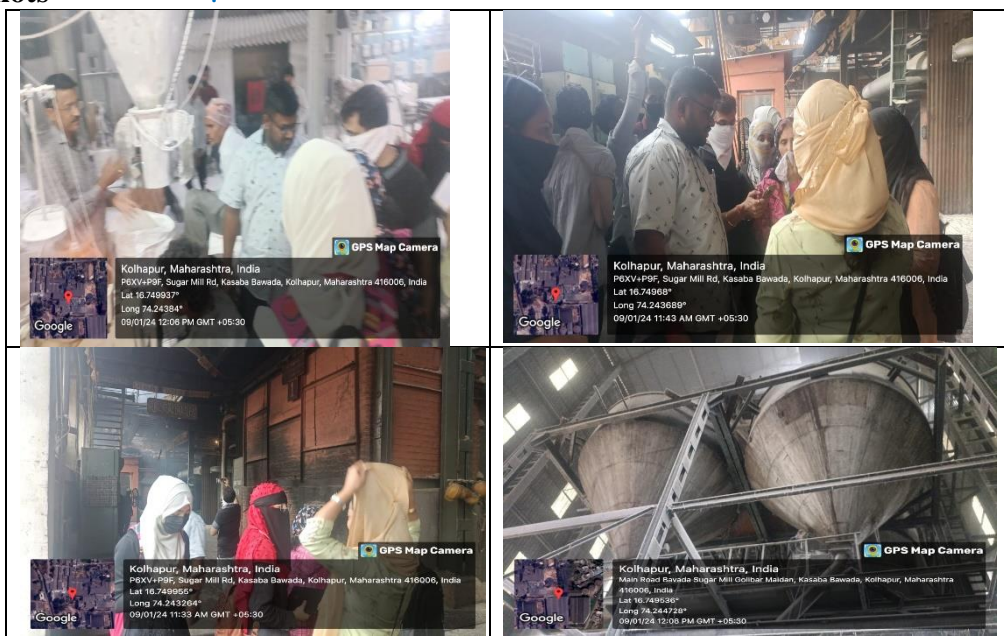 GPS Map Camera
Kolhapur, Maharashtra, India
P6XV+P9F, Sugar Mill Rd, Kasaba Bawada, Kolhapur, Maharashtra 416006, India
Lat 16.749937°
Long 74.24384°
09/01/24 12:06 PM GMT +05:30
Google
GPS Map Camera
Kolhapur, Maharashtra, India
P6XV+P9F, Sugar Mill Rd, Kasaba Bawada, Kolhapur, Maharashtra 416006, India
Lat 16.74968°
Long 74.243689°
09/01/24 11:43 AM GMT +05:30
Google
GPS Map Camera
Kolhapur, Maharashtra, India
P6XV+P9F, Sugar Mill Rd, Kasaba Bawada, Kolhapur, Maharashtra 416006, India
Lat 16.749955°
Long 74.243264°
09/01/24 11:33 AM GMT +05:30
Google
GPS Map Camera
Kolhapur, Maharashtra, India
Main Road Bavada Sugar Mill Golibar Maidan, Kasaba Bawada, Kolhapur, Maharashtra
416006, India
Lat 16.749536°
Long 74.244728°
09/01/24 12:08 PM GMT +05:30
Google